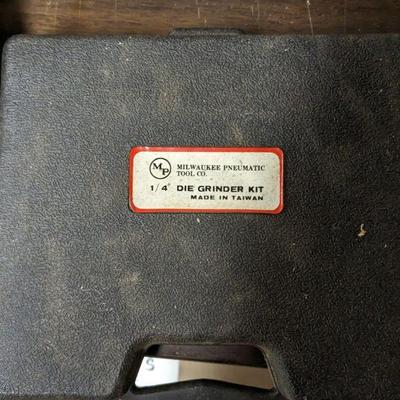 MP MILWAUKEE PNEUMATIC
TOOL CO.
1/4" DIE GRINDER KIT
MADE IN TAIWAN
S